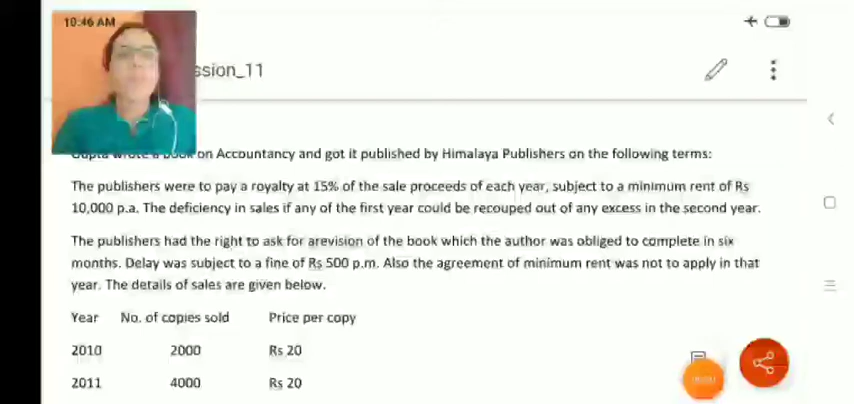 10:46 AM
ssion_11
Gupta wrote a book on Accountancy and got it published by Himalaya Publishers on the following terms:
The publishers were to pay a royalty at 15% of the sale proceeds of each year, subject to a minimum rent of Rs
10,000 p.a. The deficiency in sales if any of the first year could be recouped out of any excess in the second year.
The publishers had the right to ask for arevision of the book which the author was obliged to complete in six
months. Delay was subject to a fine of Rs 500 p.m. Also the agreement of minimum rent was not to apply in that
year. The details of sales are given below.
Year No. of copies sold Price per copy
2010 2000 Rs 20
2011 4000 Rs 20